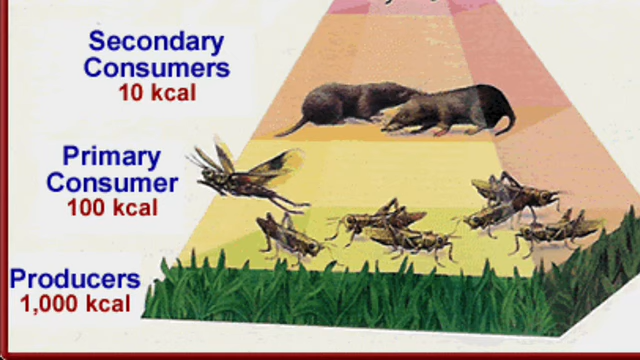 Secondary
Consumers
10 kcal
Primary
Consumer
100 kcal
Producers
1,000 kcal